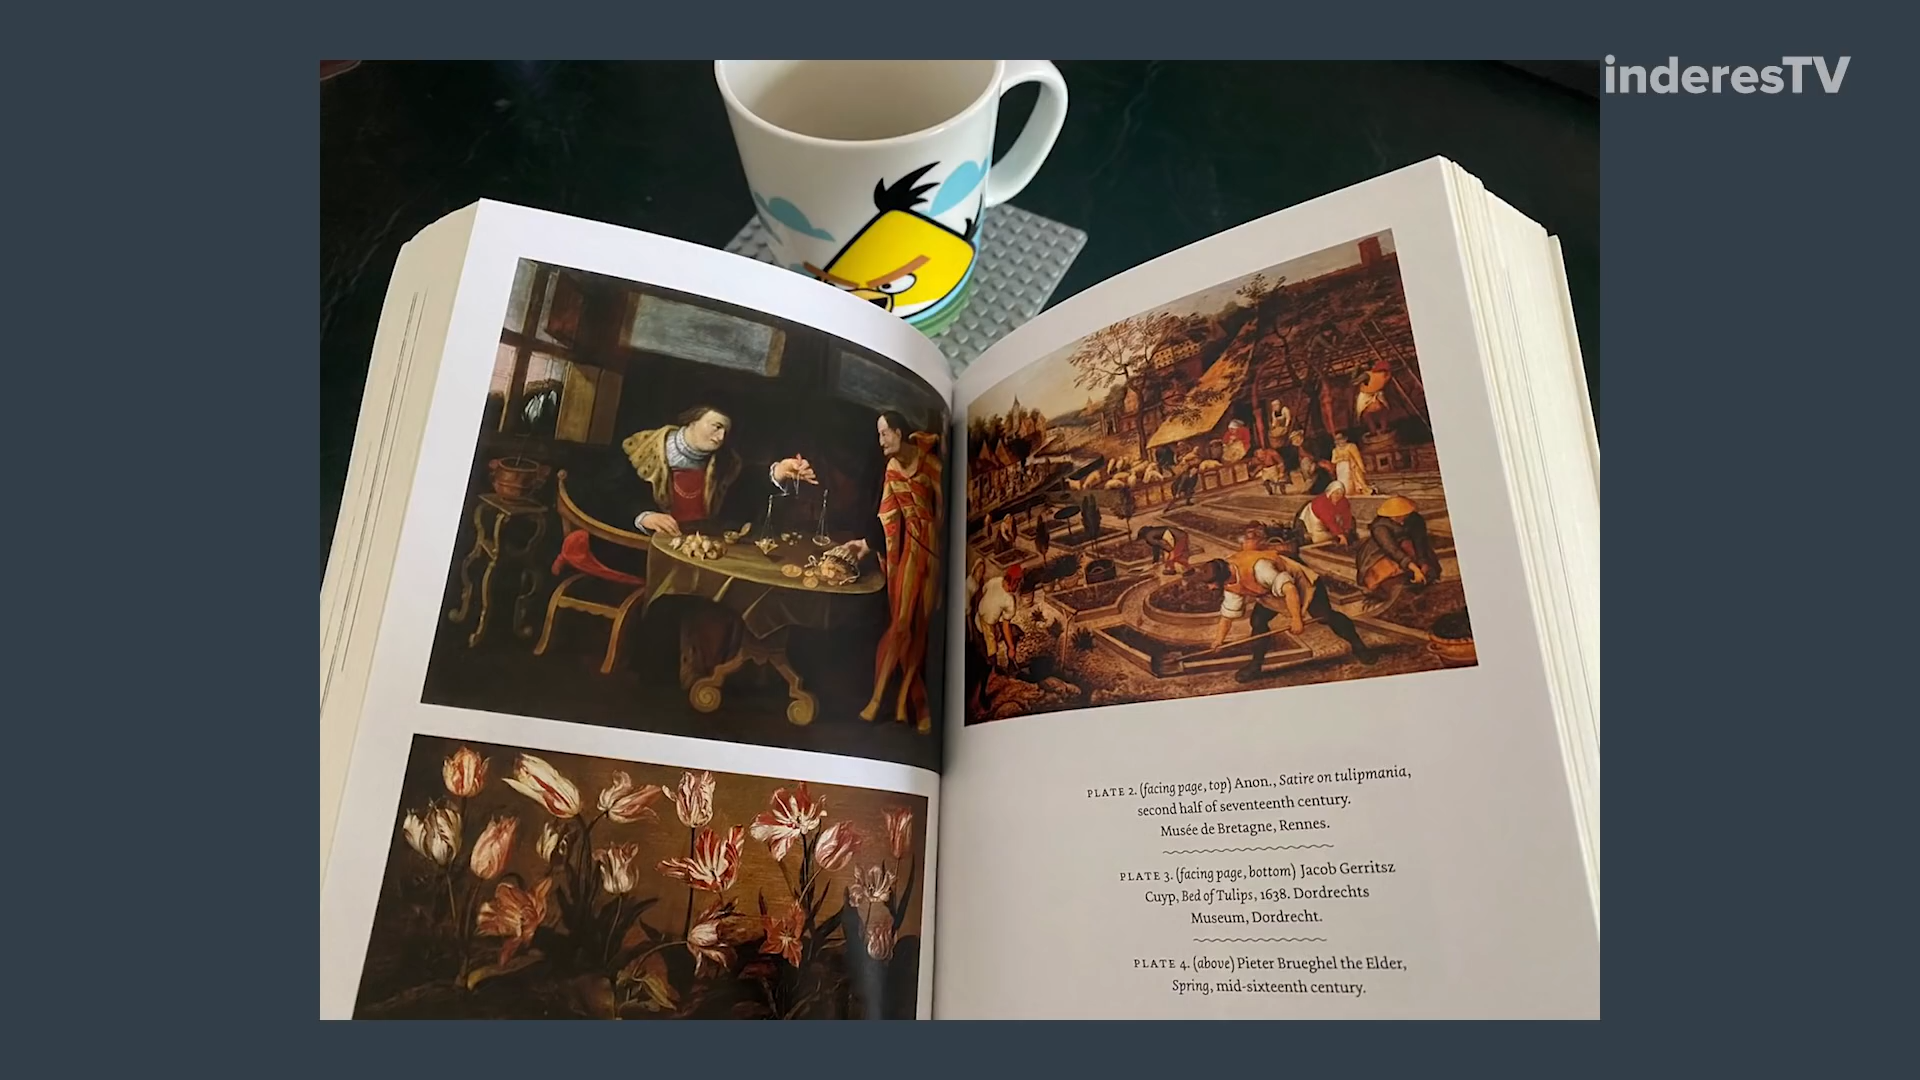 inderesTV
PLATE 2. (facing page, top) Anon., Satire on tulipmania,
second half of seventeenth century.
Musée de Bretagne, Rennes.
PLATE 3. (facing page, bottom) Jacob Gerritsz
Cuyp, Bed of Tulips, 1638. Dordrechts
Museum, Dordrecht.
PLATE 4. (above) Pieter Brueghel the Elder,
Spring, mid-sixteenth century.